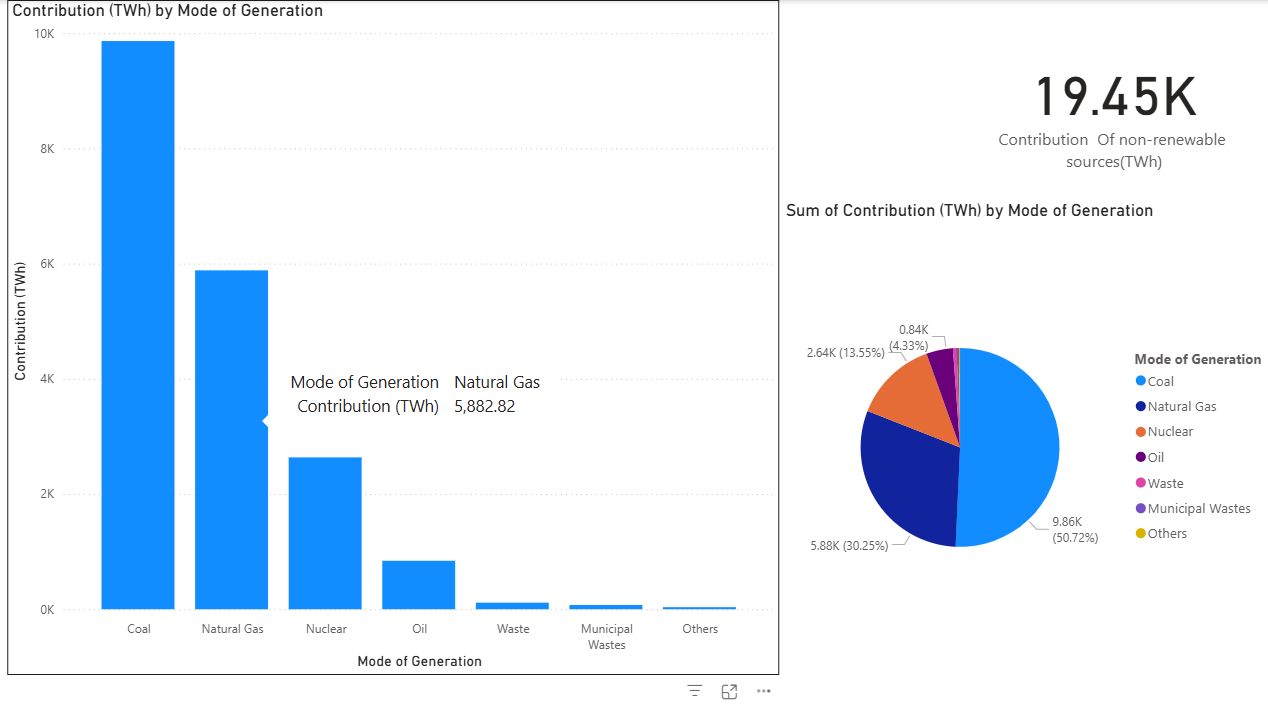 Contribution (TWh) by Mode of Generation
10K
8K
6K
4K
2K
0K
Contribution (TWh)
Mode of Generation Natural Gas
Contribution (TWh) 5,882.82
Coal
Natural Gas
Nuclear
Oil
Waste
Municipal
Wastes
Others
Mode of Generation
19.45K
Contribution Of non-renewable
sources(TWh)
Sum of Contribution (TWh) by Mode of Generation
0.84K
(4.33%)
2.64K (13.55%)
5.88K (30.25%)
9.86K
(50.72%)
Mode of Generation
Coal
Natural Gas
Nuclear
Oil
Waste
Municipal Wastes
Others